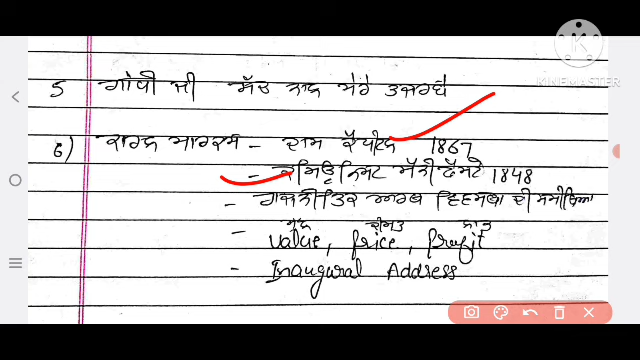 KINEMASTER
5 ਗਾਂਧੀ ਜੀ ਸੱਚ ਨਾਲ ਮੇਰੇ ਤਜਰਬੇ
6) ਕਾਰਲ ਮਾਰਕਸ - ਦਾਸ ਕੈਪੀਟਲ 1867
- ਕਮਿਊਨਿਸਟ ਮੈਨੀਫੈਸਟੋ 1848
- ਰਾਜਨੀਤਿਕ ਅਰਥ ਵਿਵਸਥਾ ਦੀ ਸਮੀਖਿਆ
ਮੁੱਲ ਕੀਮਤ ਲਾਭ
- Value, price, profit
- Inaugural Address